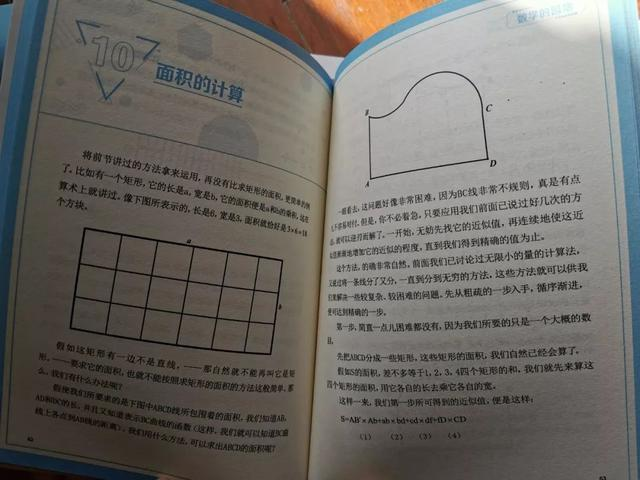 10
面积的计算
将前节讲过的方法拿来运用，再没有比求矩形的面积，更简单的例
了，比如有一个矩形，它的长是a，宽是b，它的面积便是a和b的乘积，这在
算术上就讲过。像下图所表示的，长是6，宽是3，面积就恰好是3×6=18
个方块。
a
b
假如这矩形有一边不是直线，——那自然就不能再叫它是矩
形，——要求它的面积，也就不能按照求矩形的面积的方法这般简单，那
么，我们有什么办法呢？
假使我们所要求的是下图中ABCD线所包围着的面积，我们知道AB，
AD和DC的长，并且又知道表示BC曲线的函数（这样，我们就可以知道BC曲
线上各点到AD线的距离），我们用什么方法，可以求出ABCD的面积呢？
62
数学的园地
B
C
A
D
一眼看去，这问题好像非常困难，因为BC线非常不规则，真是有点
儿不容易对付。但是，你不必着急，只要应用我们前面已说过好几次的方
法，就可以迎刃而解了。一开始，无妨先找它的近似值，再连续地使这近
似值渐渐地增加它的近似的程度，直到我们得到精确的值为止。
这个方法，的确非常自然，前面我们已讨论过无限小的量的计算法，
又说过将一条线分了又分，一直到分到无穷的方法，这些方法就可以供我
们来解决一些较复杂、较困难的问题。先从粗疏的一步入手，循序渐进，
便可达到精确的一步。
第一步，简直一点儿困难都没有，因为我们所要的只是一个大概的数
目。
先把ABCD分成一些矩形，这些矩形的面积，我们自然已经会算了。
假如S的面积，差不多等于1，2，3，4四个矩形的和，我们就先来算这
四个矩形的面积，用它各自的长去乘它各自的宽。
这样一来，我们第一步所可得到的近似值，便是这样：
S=AB'×Ab+ab×bd+cd×df+fD×CD
（1）　（2）　（3）　（4）